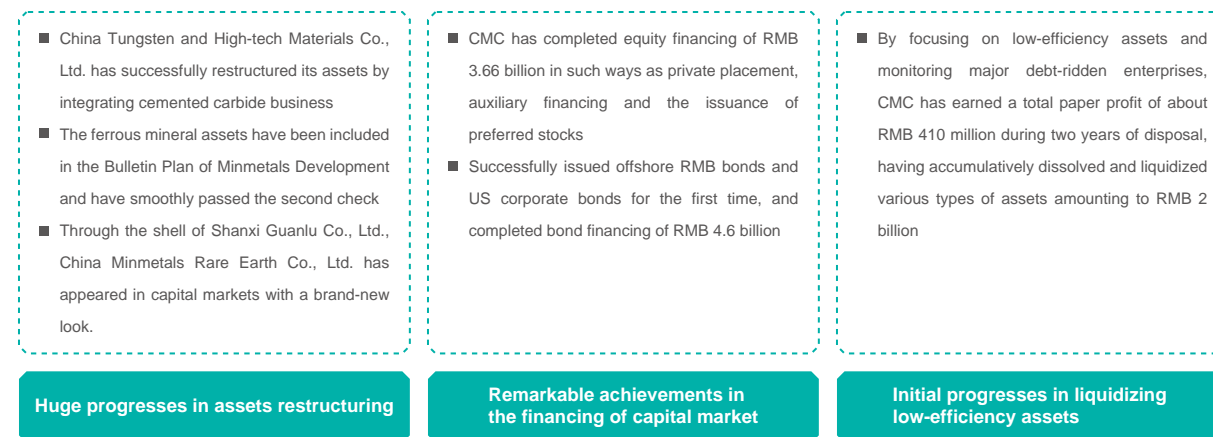 China Tungsten and High-tech Materials Co.,
Ltd. has successfully restructured its assets by
integrating cemented carbide business
The ferrous mineral assets have been included
in the Bulletin Plan of Minmetals Development
and have smoothly passed the second check
Through the shell of Shanxi Guanlu Co., Ltd.,
China Minmetals Rare Earth Co., Ltd. has
appeared in capital markets with a brand-new
look.
Huge progresses in assets restructuring
CMC has completed equity financing of RMB
3.66 billion in such ways as private placement,
auxiliary financing and the issuance of
preferred stocks
Successfully issued offshore RMB bonds and
US corporate bonds for the first time, and
completed bond financing of RMB 4.6 billion
Remarkable achievements in
the financing of capital market
By focusing on low-efficiency assets and
monitoring major debt-ridden enterprises,
CMC has earned a total paper profit of about
RMB 410 million during two years of disposal,
having accumulatively dissolved and liquidized
various types of assets amounting to RMB 2
billion
Initial progresses in liquidizing
low-efficiency assets